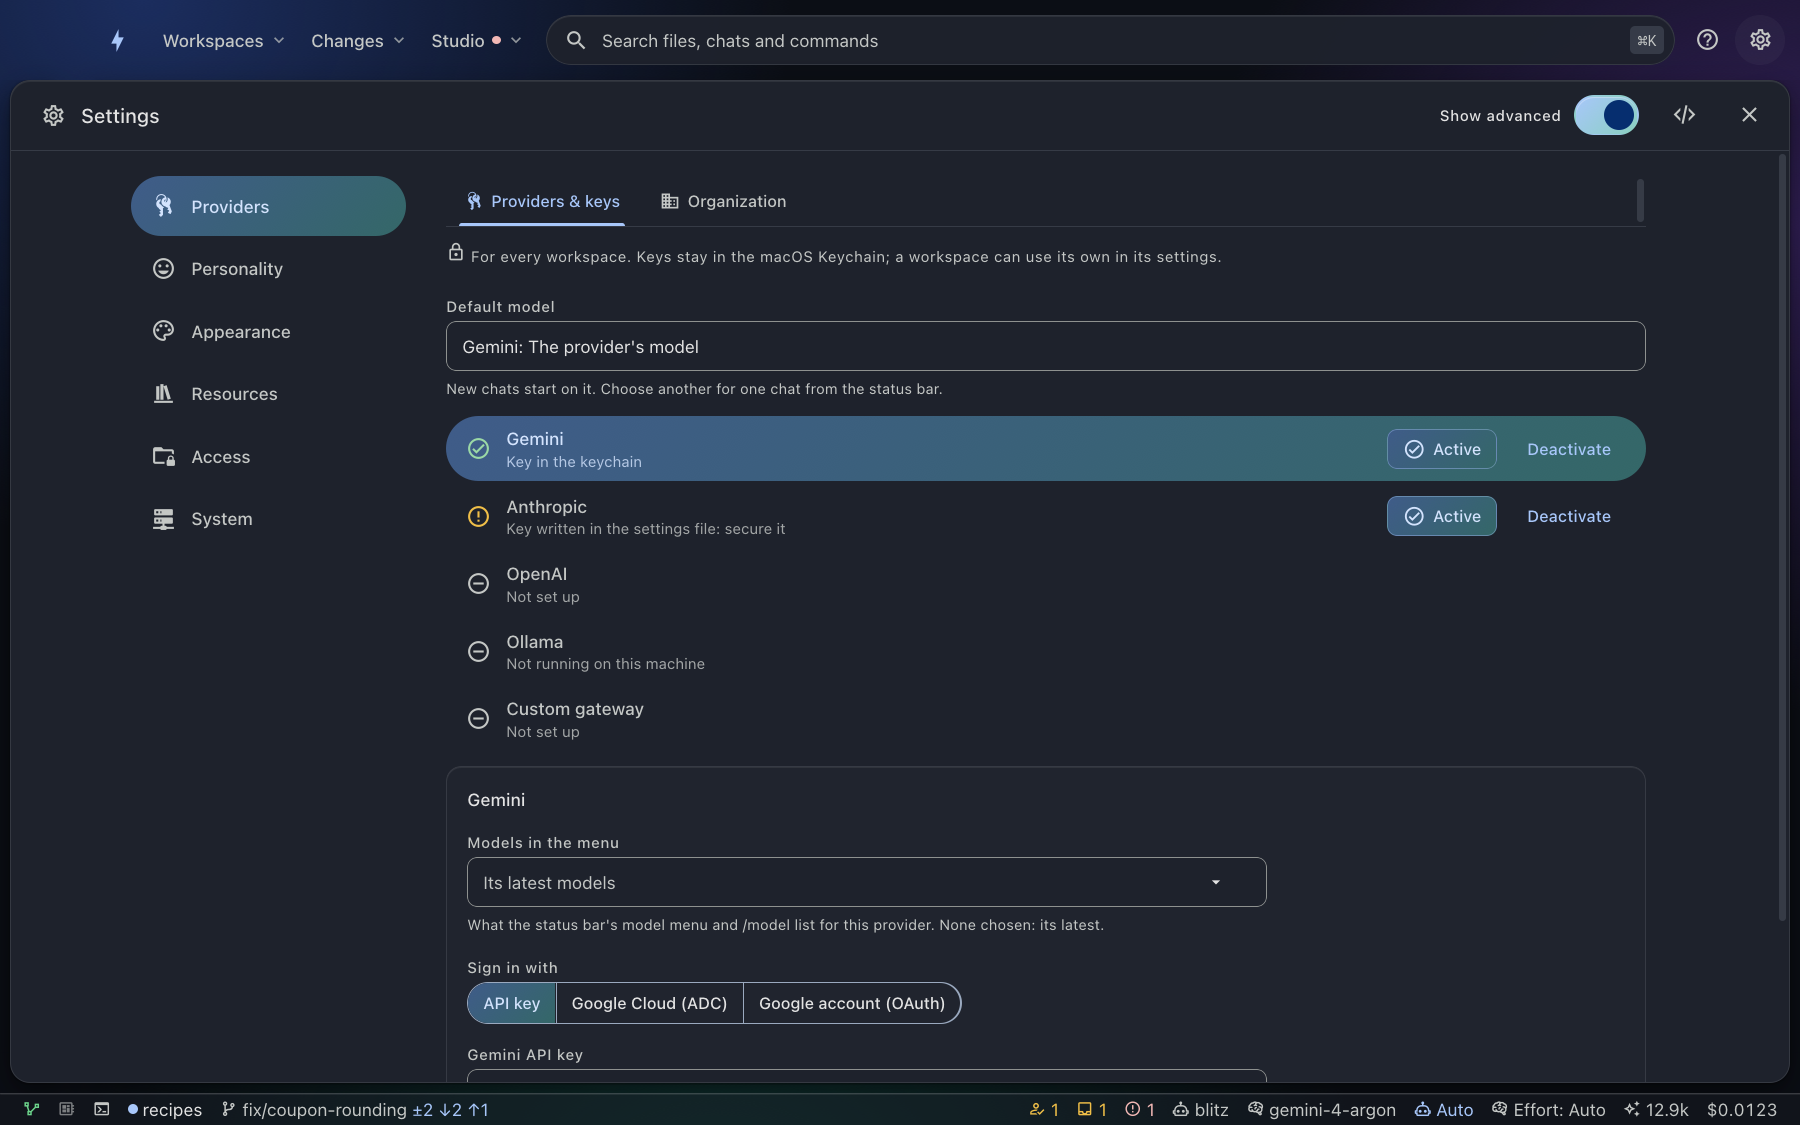 Workspaces
Changes
Studio
Search files, chats and commands
⌘K
Settings
Show advanced
Providers
Personality
Appearance
Resources
Access
System
Providers & keys
Organization
For every workspace. Keys stay in the macOS Keychain; a workspace can use its own in its settings.
Default model
Gemini: The provider's model
New chats start on it. Choose another for one chat from the status bar.
Gemini
Key in the keychain
Active
Deactivate
Anthropic
Key written in the settings file: secure it
Active
Deactivate
OpenAI
Not set up
Ollama
Not running on this machine
Custom gateway
Not set up
Gemini
Models in the menu
Its latest models
What the status bar's model menu and /model list for this provider. None chosen: its latest.
Sign in with
API key
Google Cloud (ADC)
Google account (OAuth)
Gemini API key
recipes
fix/coupon-rounding ±2 ↓2 ↑1
1
1
1
blitz
gemini-4-argon
Auto
Effort: Auto
12.9k
$0.0123